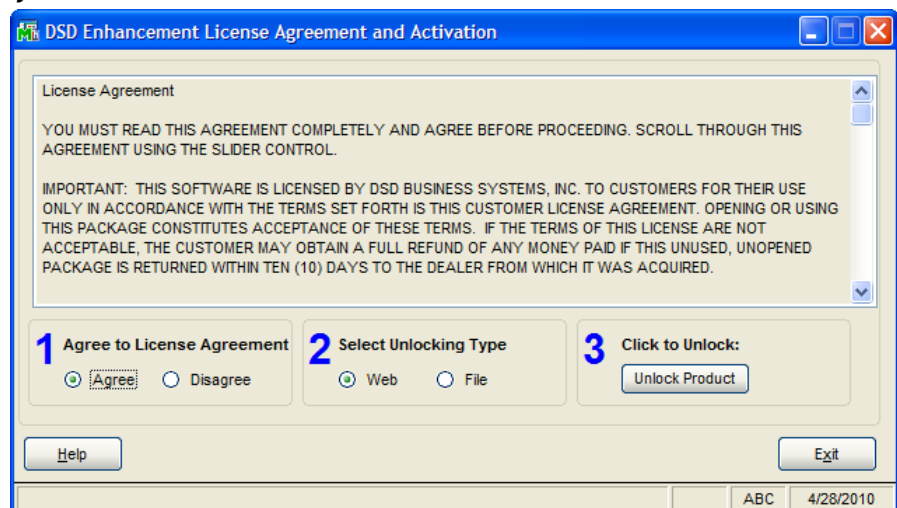 DSD Enhancement License Agreement and Activation
License Agreement
YOU MUST READ THIS AGREEMENT COMPLETELY AND AGREE BEFORE PROCEEDING. SCROLL THROUGH THIS
AGREEMENT USING THE SLIDER CONTROL.
IMPORTANT: THIS SOFTWARE IS LICENSED BY DSD BUSINESS SYSTEMS, INC. TO CUSTOMERS FOR THEIR USE
ONLY IN ACCORDANCE WITH THE TERMS SET FORTH IS THIS CUSTOMER LICENSE AGREEMENT. OPENING OR USING
THIS PACKAGE CONSTITUTES ACCEPTANCE OF THESE TERMS. IF THE TERMS OF THIS LICENSE ARE NOT
ACCEPTABLE, THE CUSTOMER MAY OBTAIN A FULL REFUND OF ANY MONEY PAID IF THIS UNUSED, UNOPENED
PACKAGE IS RETURNED WITHIN TEN (10) DAYS TO THE DEALER FROM WHICH IT WAS ACQUIRED.
1 Agree to License Agreement
Agree Disagree
2 Select Unlocking Type
Web File
3 Click to Unlock:
Unlock Product
Help Exit
ABC 4/28/2010